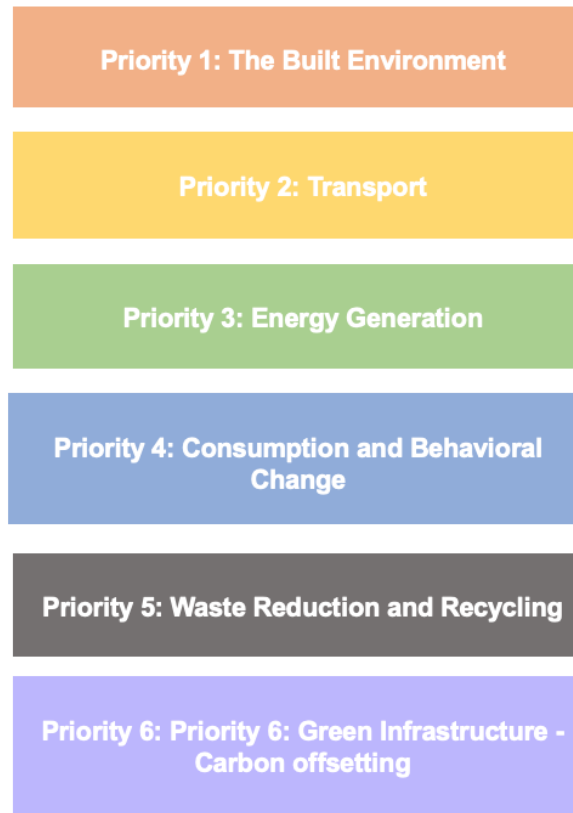 Priority 1: The Built Environment
Priority 2: Transport
Priority 3: Energy Generation
Priority 4: Consumption and Behavioral
Change
Priority 5: Waste Reduction and Recycling
Priority 6: Priority 6: Green Infrastructure -
Carbon offsetting